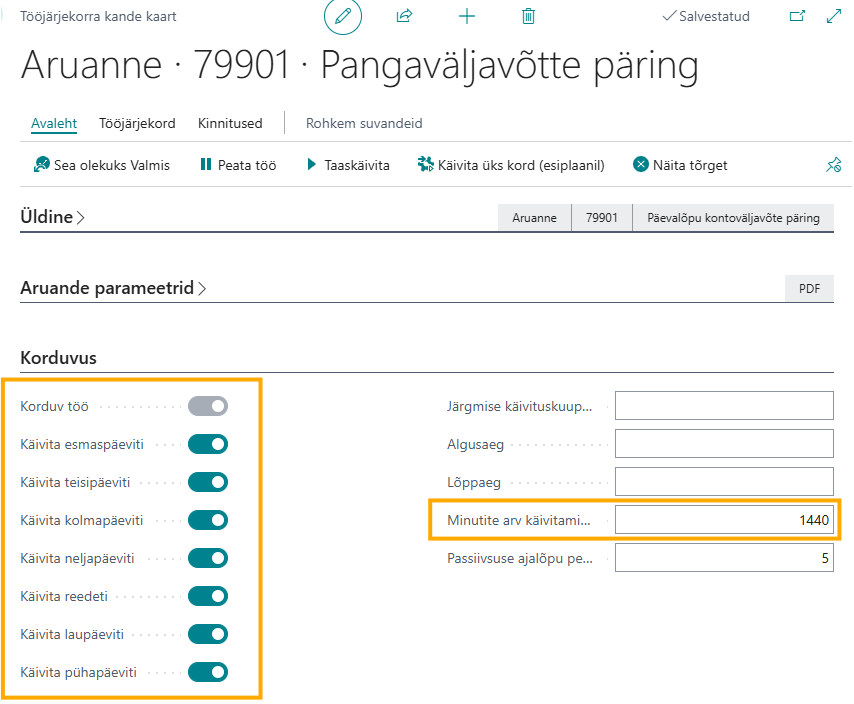 Tööjärjekorra kande kaart
Salvestatud
Aruanne · 79901 · Pangaväljavõtte päring
Avaleht Tööjärjekord Kinnitused Rohkem suvandeid
Sea olekuks Valmis Peata töö Taaskäivita Käivita üks kord (esiplaanil) Näita tõrget
Üldine
Aruanne 79901 Päevalõpu kontoväljavõte päring
Aruande parameetrid
PDF
Korduvus
Korduv töö
Käivita esmaspäeviti
Käivita teisipäeviti
Käivita kolmapäeviti
Käivita neljapäeviti
Käivita reedeti
Käivita laupäeviti
Käivita pühapäeviti
Järgmise käivituskuup...
Algusaeg
Lõppaeg
Minutite arv käivitami... 1440
Passiivsuse ajalõpu pe... 5